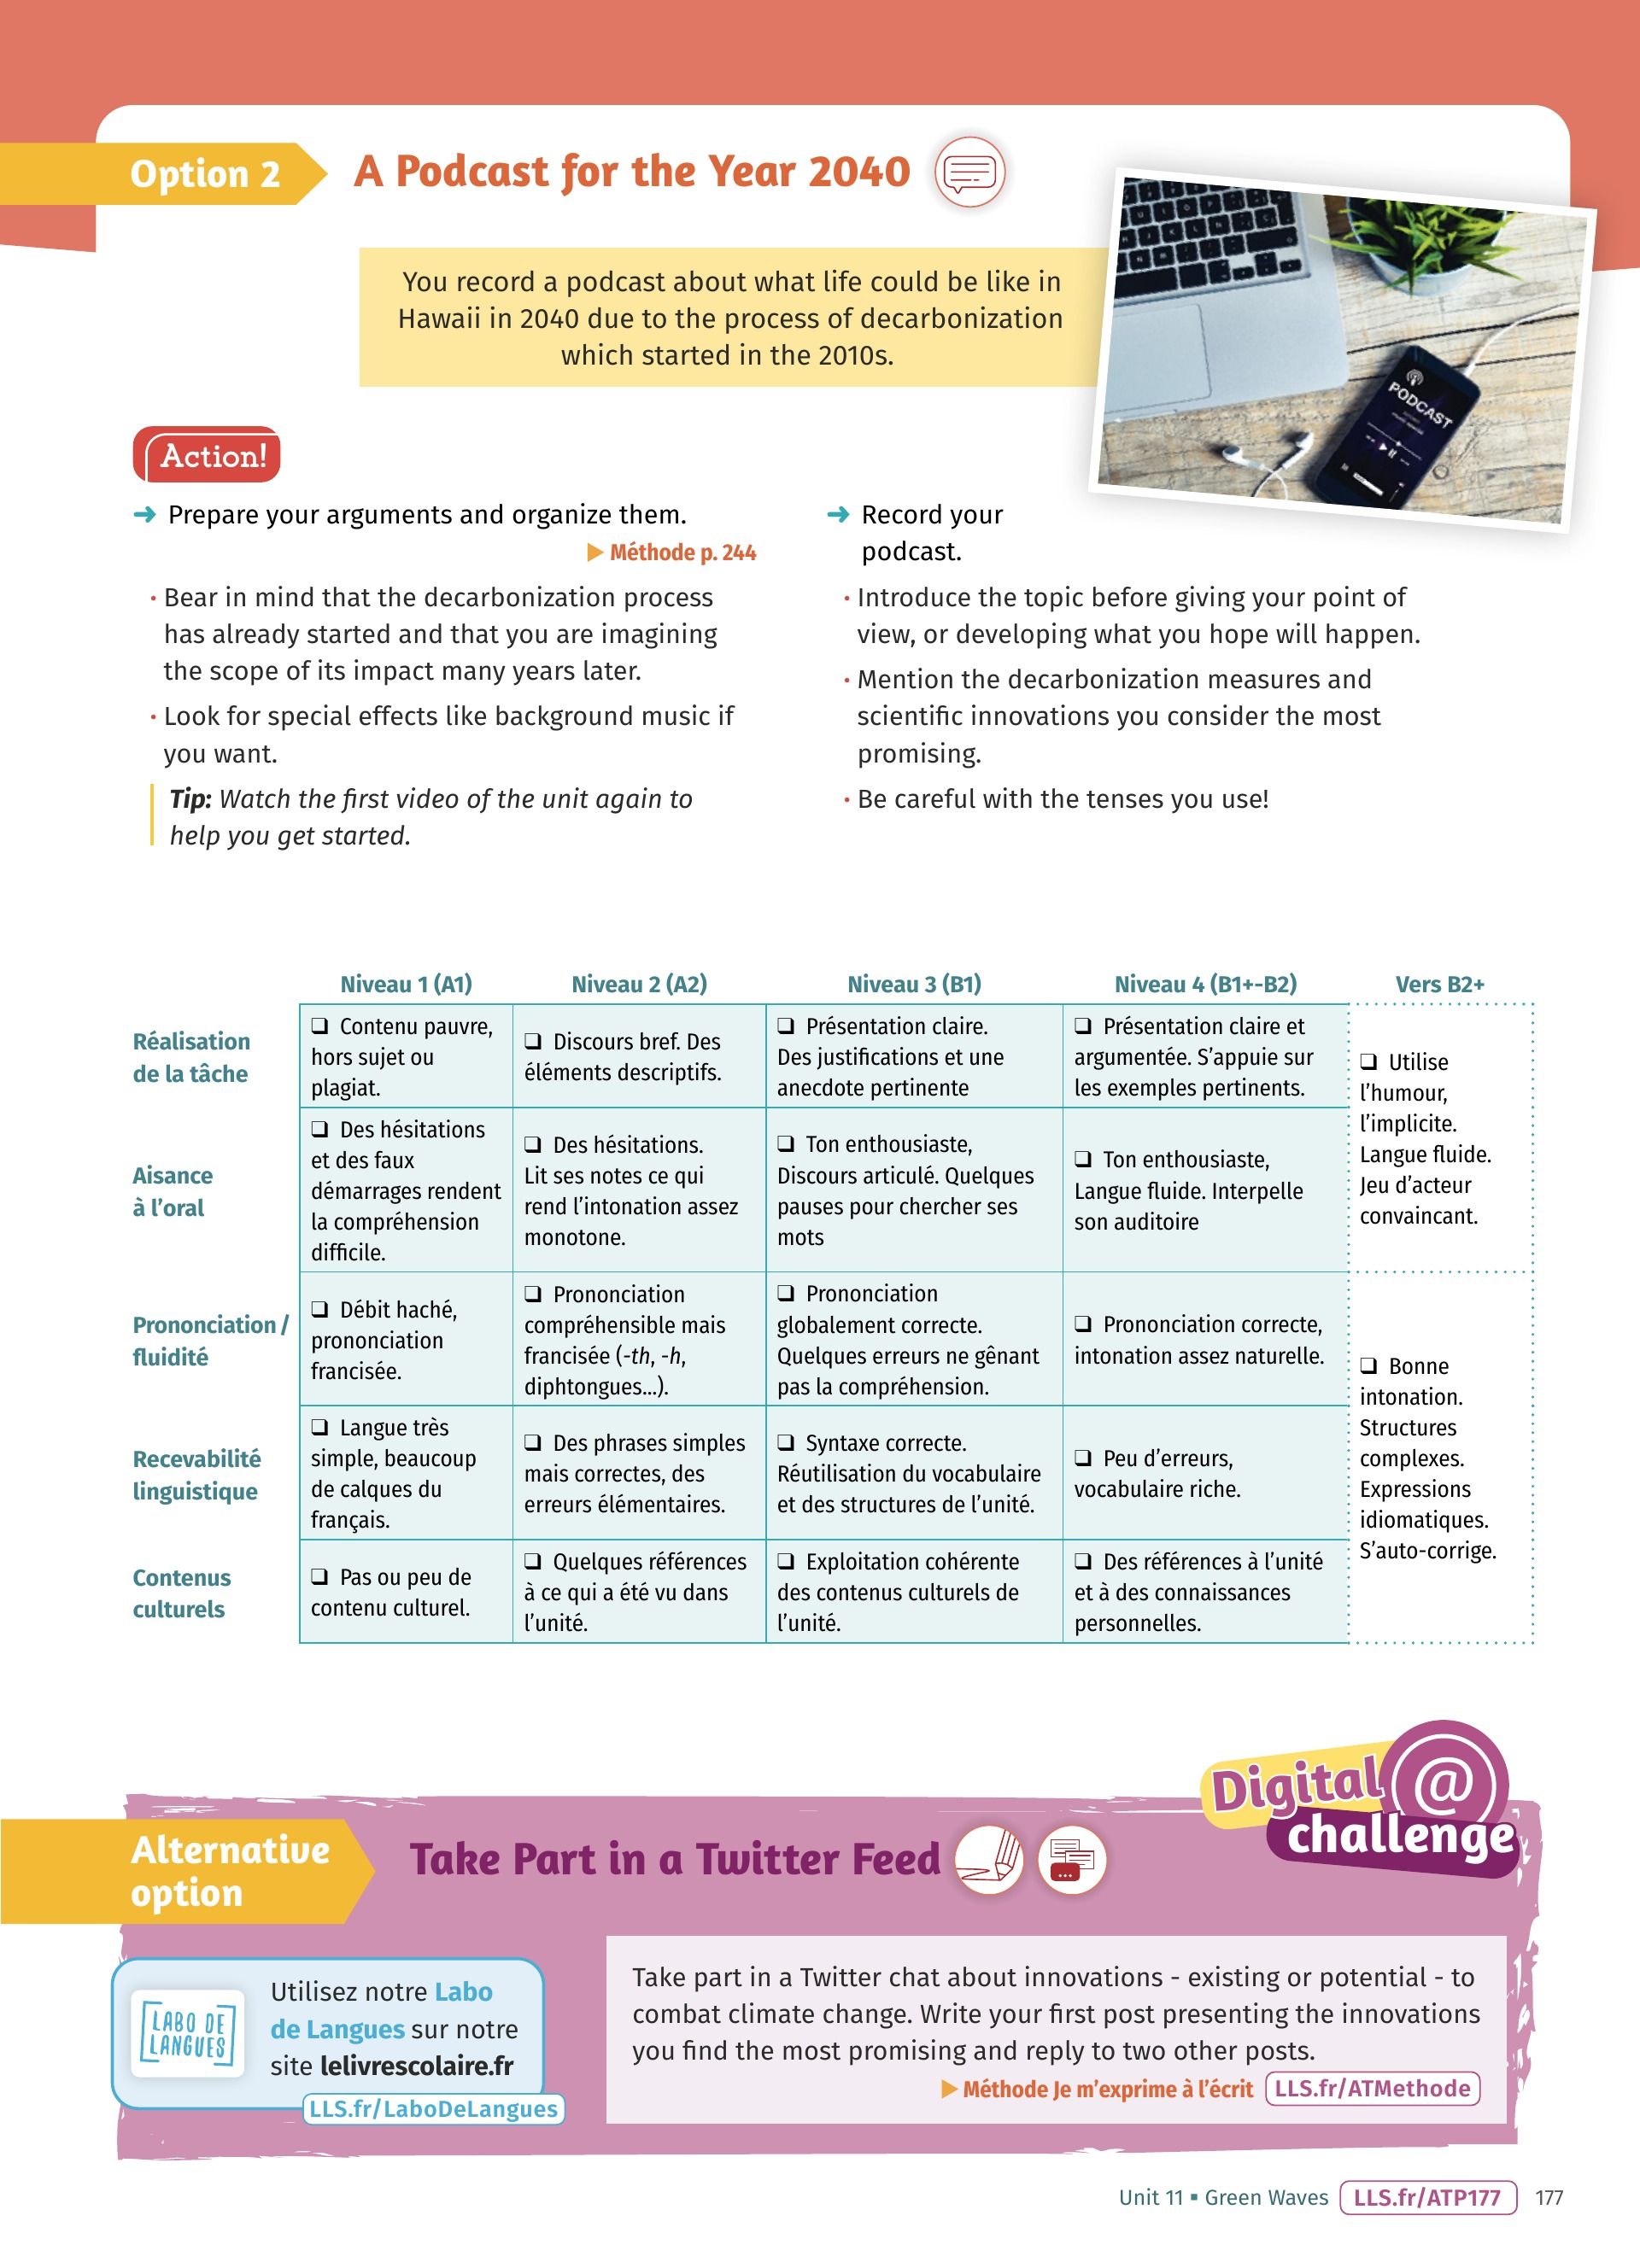 Option 2
A Podcast for the Year 2040
You record a podcast about what life could be like in
Hawaii in 2040 due to the process of decarbonization
which started in the 2010s.
PODCAST
Action!
➜ Prepare your arguments and organize them.
▶ Méthode p. 244
• Bear in mind that the decarbonization process
has already started and that you are imagining
the scope of its impact many years later.
• Look for special effects like background music if
you want.
Tip: Watch the first video of the unit again to
help you get started.
➜ Record your
podcast.
• Introduce the topic before giving your point of
view, or developing what you hope will happen.
• Mention the decarbonization measures and
scientific innovations you consider the most
promising.
• Be careful with the tenses you use!
Niveau 1 (A1)
Niveau 2 (A2)
Niveau 3 (B1)
Niveau 4 (B1+-B2)
Vers B2+
Réalisation
de la tâche
❑ Contenu pauvre,
hors sujet ou
plagiat.
❑ Discours bref. Des
éléments descriptifs.
❑ Présentation claire.
Des justifications et une
anecdote pertinente
❑ Présentation claire et
argumentée. S’appuie sur
les exemples pertinents.
❑ Utilise
l’humour,
l’implicite.
Langue fluide.
Jeu d’acteur
convaincant.
Aisance
à l’oral
❑ Des hésitations
et des faux
démarrages rendent
la compréhension
difficile.
❑ Des hésitations.
Lit ses notes ce qui
rend l’intonation assez
monotone.
❑ Ton enthousiaste,
Discours articulé. Quelques
pauses pour chercher ses
mots
❑ Ton enthousiaste,
Langue fluide. Interpelle
son auditoire
Prononciation /
fluidité
❑ Débit haché,
prononciation
francisée.
❑ Prononciation
compréhensible mais
francisée (-th, -h,
diphtongues...).
❑ Prononciation
globalement correcte.
Quelques erreurs ne gênant
pas la compréhension.
❑ Prononciation correcte,
intonation assez naturelle.
❑ Bonne
intonation.
Structures
complexes.
Expressions
idiomatiques.
S’auto-corrige.
Recevabilité
linguistique
❑ Langue très
simple, beaucoup
de calques du
français.
❑ Des phrases simples
mais correctes, des
erreurs élémentaires.
❑ Syntaxe correcte.
Réutilisation du vocabulaire
et des structures de l’unité.
❑ Peu d’erreurs,
vocabulaire riche.
Contenus
culturels
❑ Pas ou peu de
contenu culturel.
❑ Quelques références
à ce qui a été vu dans
l’unité.
❑ Exploitation cohérente
des contenus culturels de
l’unité.
❑ Des références à l’unité
et à des connaissances
personnelles.
Digital @
challenge
Alternative
option
Take Part in a Twitter Feed
LABO DE
LANGUES
Utilisez notre Labo
de Langues sur notre
site lelivrescolaire.fr
LLS.fr/LaboDeLangues
Take part in a Twitter chat about innovations - existing or potential - to
combat climate change. Write your first post presenting the innovations
you find the most promising and reply to two other posts.
▶ Méthode Je m’exprime à l’écrit LLS.fr/ATMethode
Unit 11 ▪ Green Waves LLS.fr/ATP177 177